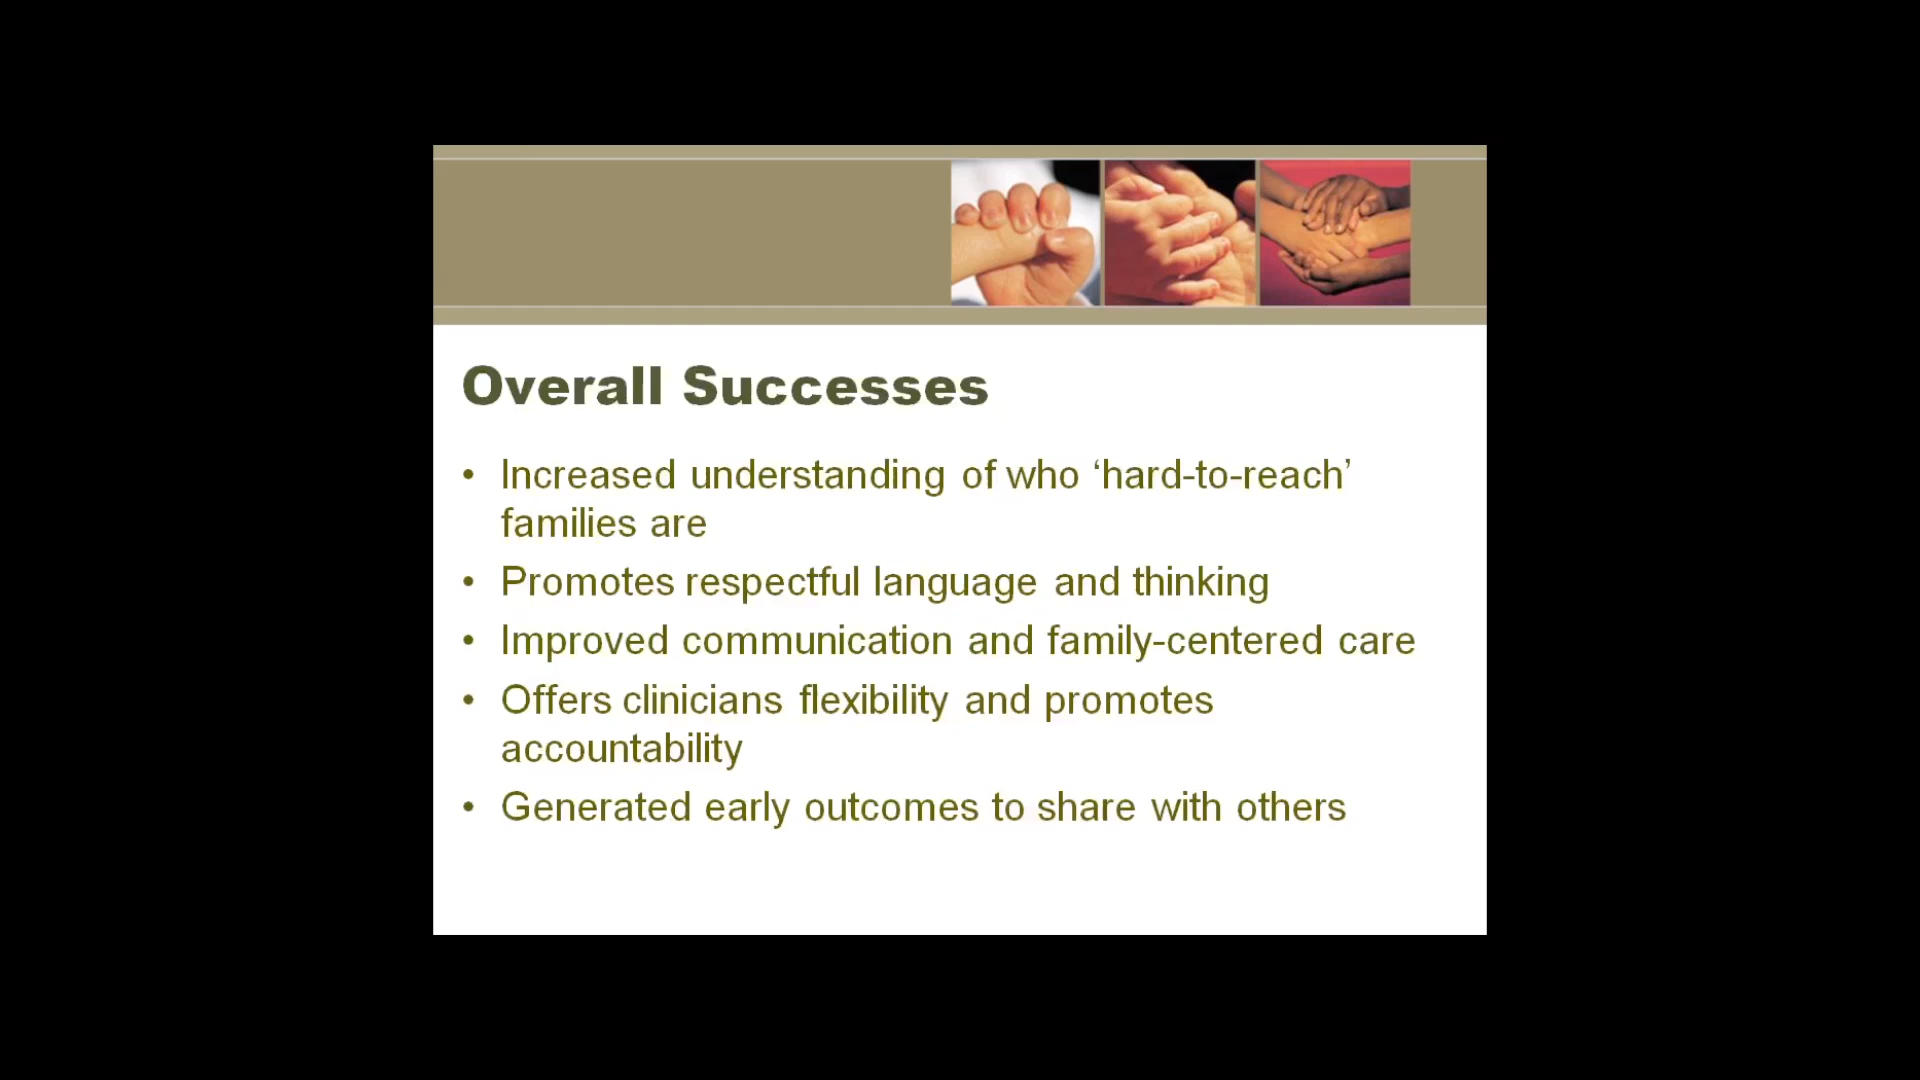 Overall Successes
• Increased understanding of who ‘hard-to-reach’
families are
• Promotes respectful language and thinking
• Improved communication and family-centered care
• Offers clinicians flexibility and promotes
accountability
• Generated early outcomes to share with others